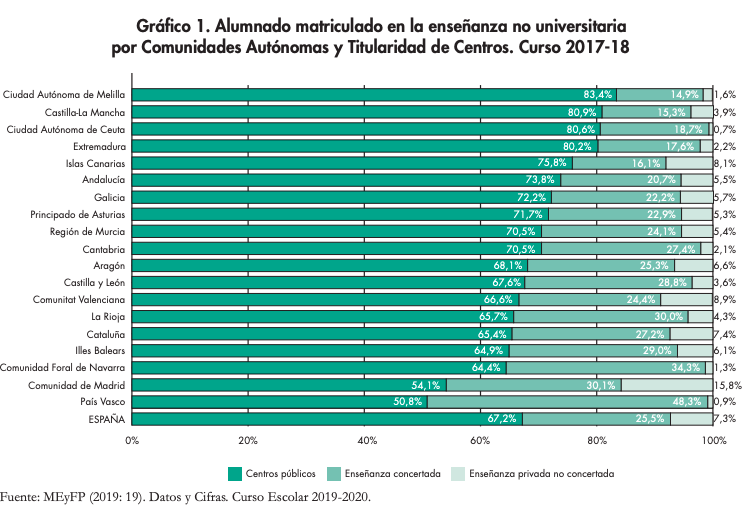 Gráfico 1. Alumnado matriculado en la enseñanza no universitaria
por Comunidades Autónomas y Titularidad de Centros. Curso 2017-18
Ciudad Autónoma de Melilla 83,4% 14,9% 1,6%
Castilla-La Mancha 80,9% 15,3% 3,9%
Ciudad Autónoma de Ceuta 80,6% 18,7% 0,7%
Extremadura 80,2% 17,6% 2,2%
Islas Canarias 75,8% 16,1% 8,1%
Andalucía 73,8% 20,7% 5,5%
Galicia 72,2% 22,2% 5,7%
Principado de Asturias 71,7% 22,9% 5,3%
Región de Murcia 70,5% 24,1% 5,4%
Cantabria 70,5% 27,4% 2,1%
Aragón 68,1% 25,3% 6,6%
Castilla y León 67,6% 28,8% 3,6%
Comunitat Valenciana 66,6% 24,4% 8,9%
La Rioja 65,7% 30,0% 4,3%
Cataluña 65,4% 27,2% 7,4%
Illes Balears 64,9% 29,0% 6,1%
Comunidad Foral de Navarra 64,4% 34,3% 1,3%
Comunidad de Madrid 54,1% 30,1% 15,8%
País Vasco 50,8% 48,3% 0,9%
ESPAÑA 67,2% 25,5% 7,3%
0% 20% 40% 60% 80% 100%
Centros públicos Enseñanza concertada Enseñanza privada no concertada
Fuente: MEyFP (2019: 19). Datos y Cifras. Curso Escolar 2019-2020.